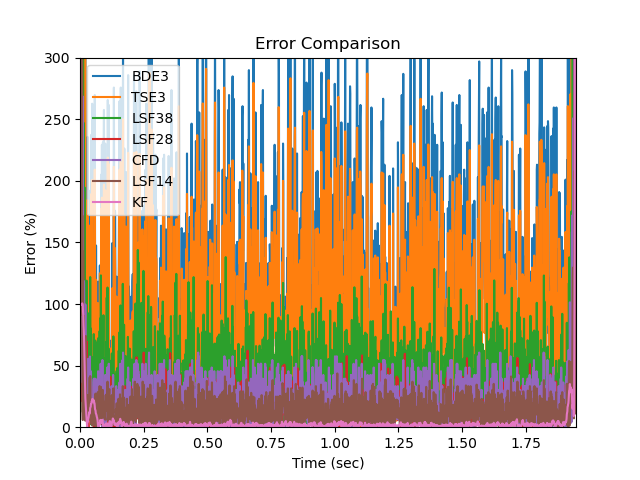 Error Comparison
300
250
200
150
100
50
0
Error (%)
BDE3
TSE3
LSF38
LSF28
CFD
LSF14
KF
0.00 0.25 0.50 0.75 1.00 1.25 1.50 1.75
Time (sec)